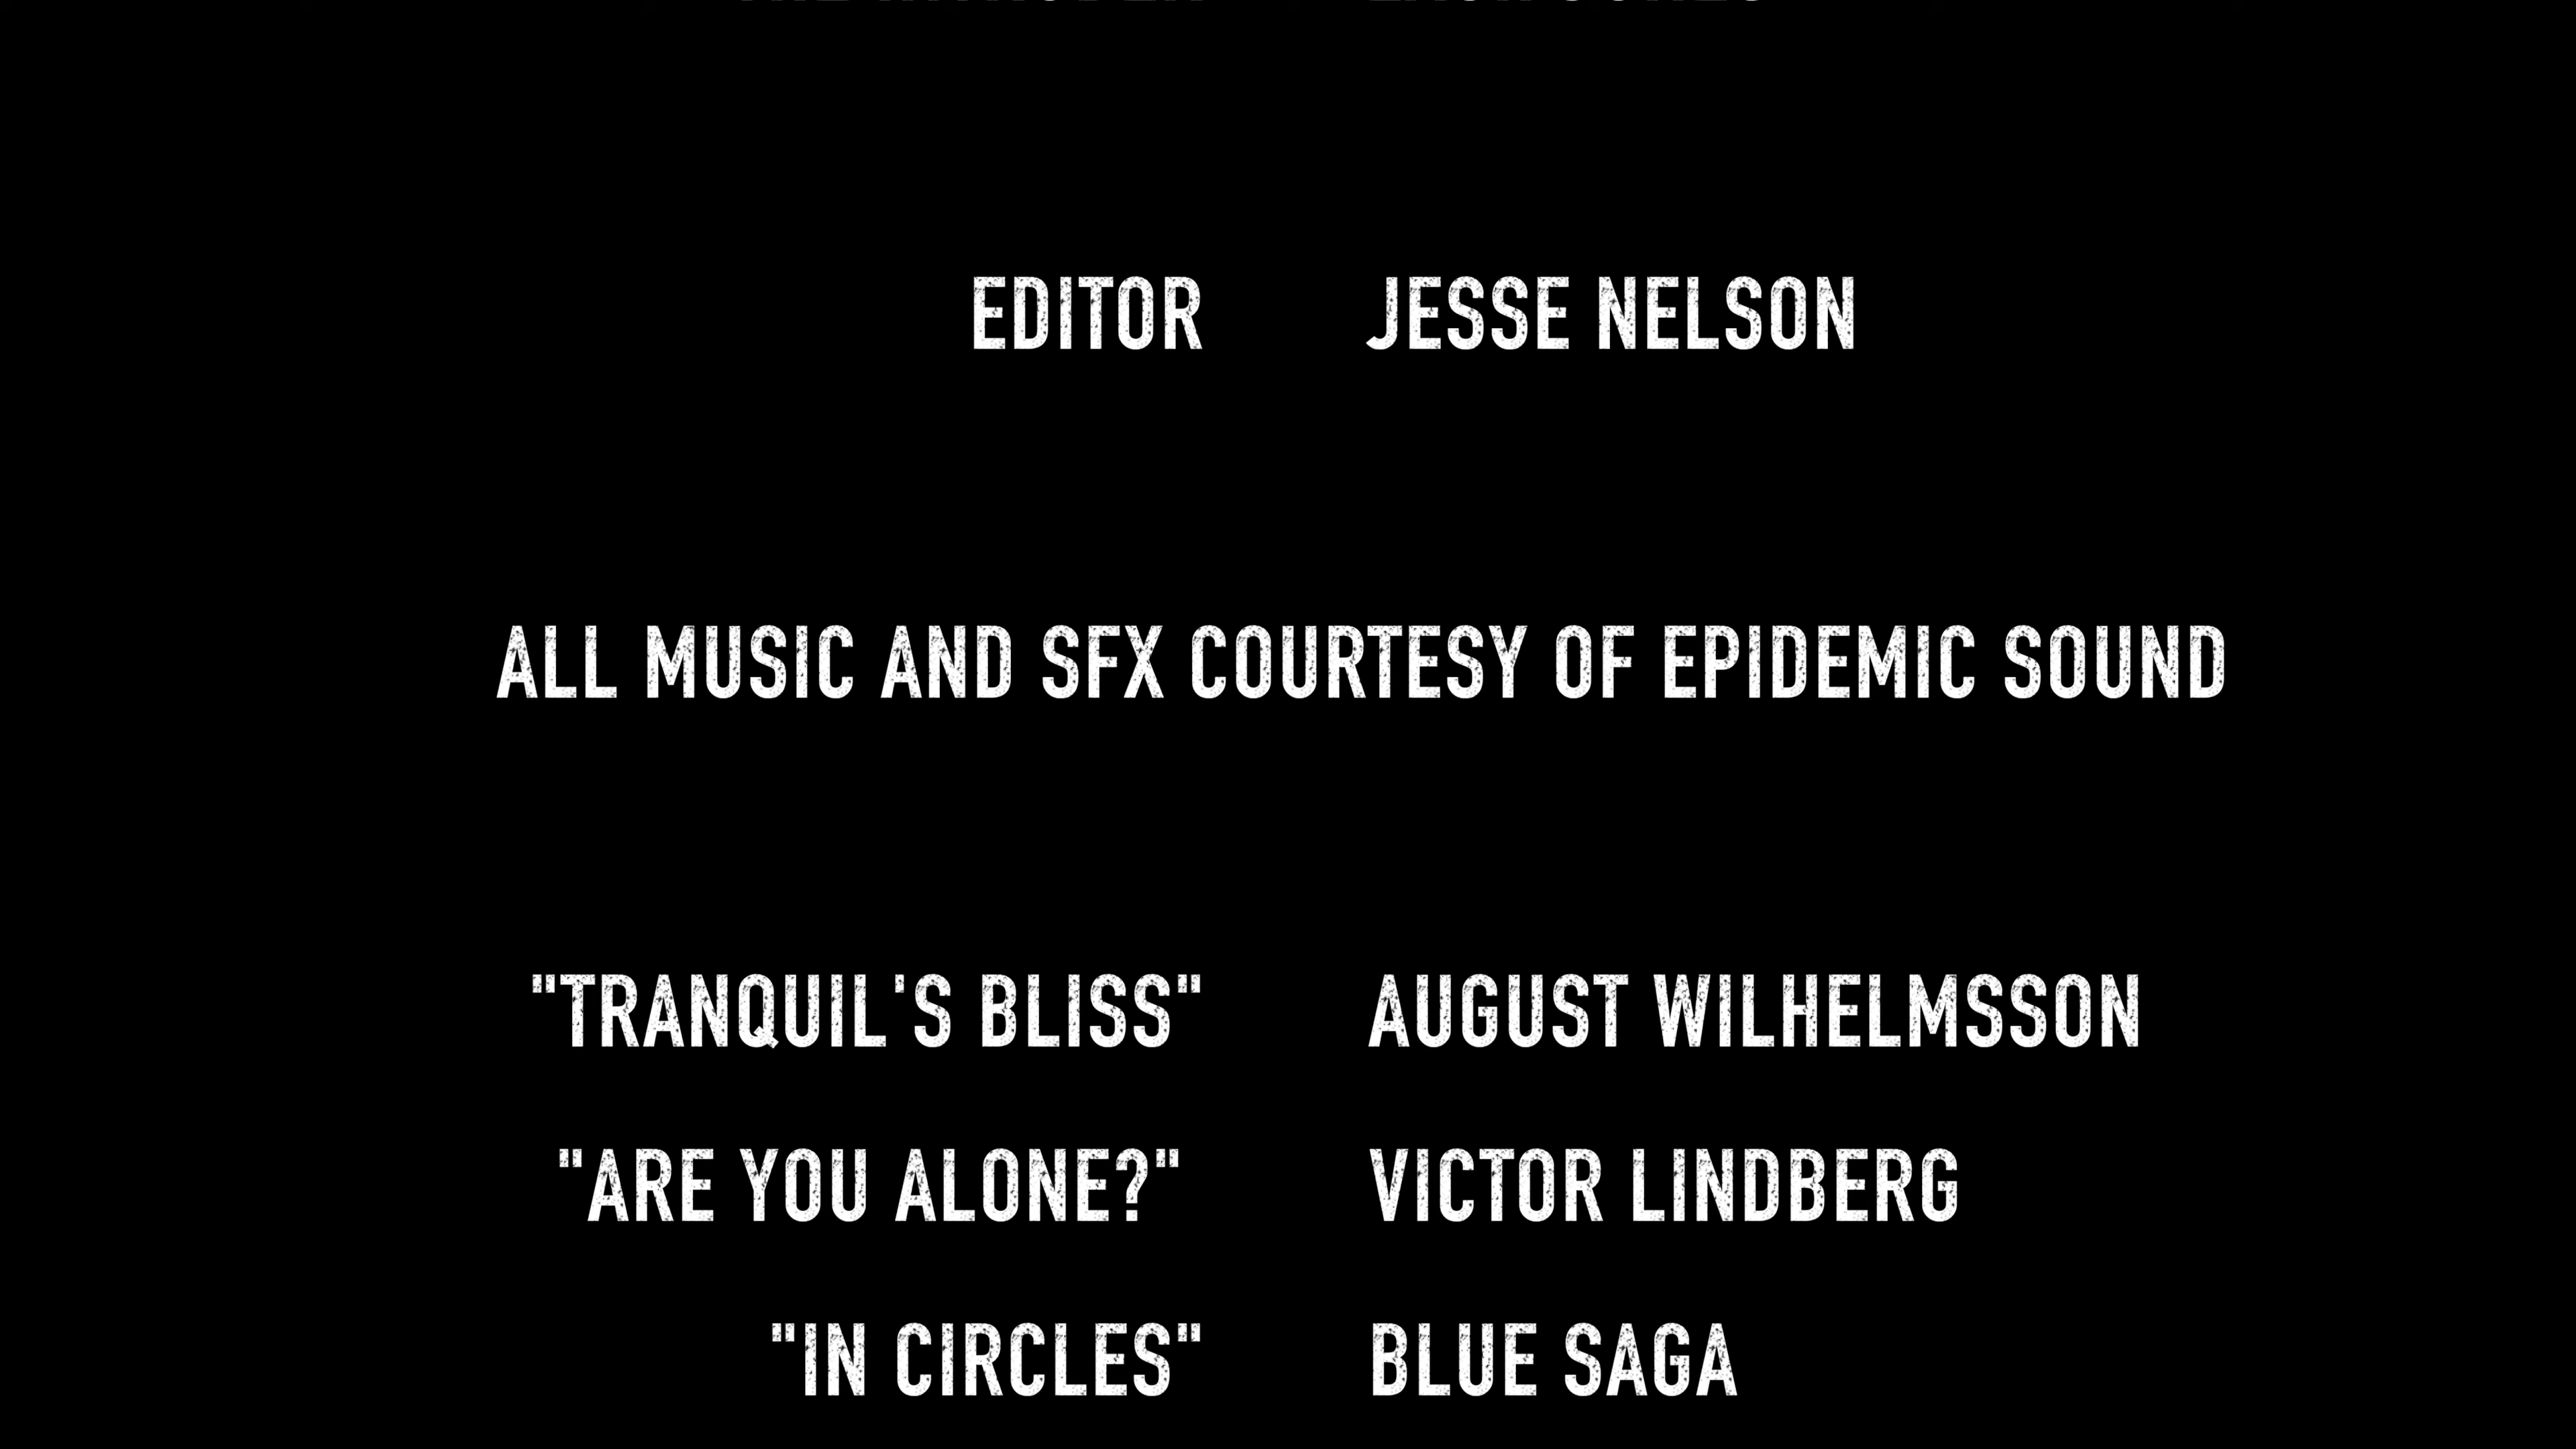 EDITOR JESSE NELSON
ALL MUSIC AND SFX COURTESY OF EPIDEMIC SOUND
"TRANQUIL'S BLISS" AUGUST WILHELMSSON
"ARE YOU ALONE?" VICTOR LINDBERG
"IN CIRCLES" BLUE SAGA